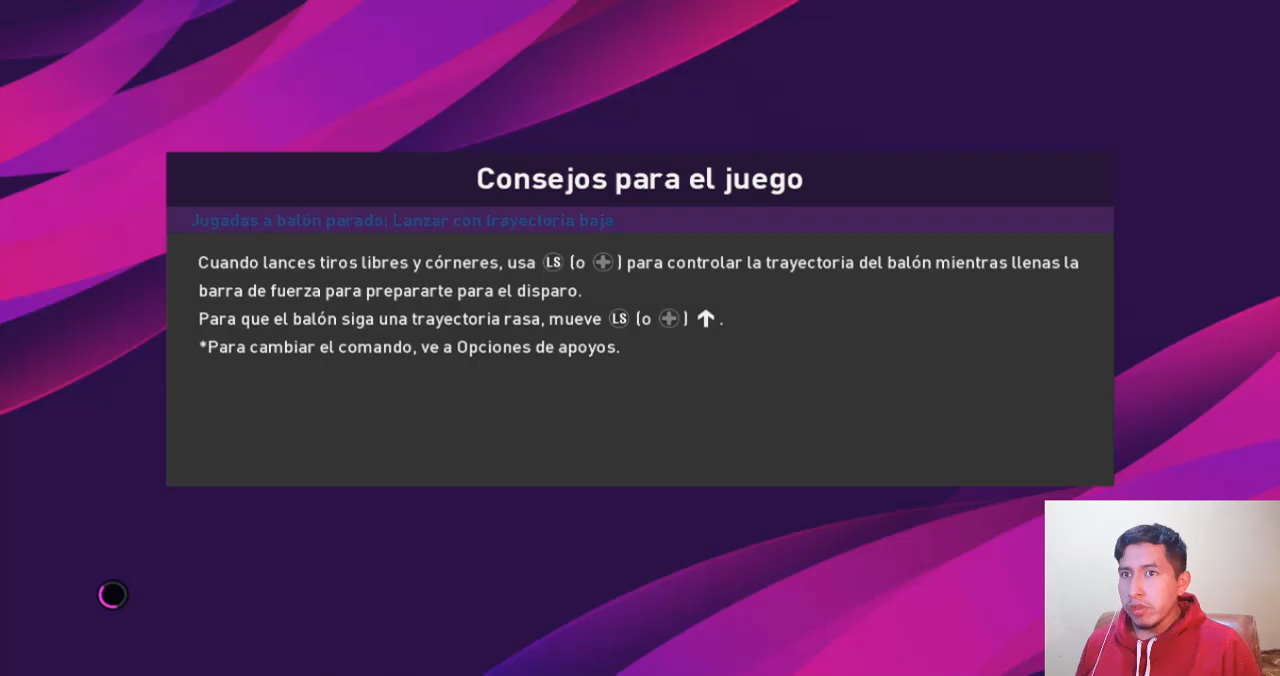 Consejos para el juego
Jugadas a balón parado: Lanzar con trayectoria baja
Cuando lances tiros libres y córneres, usa LS (o ) para controlar la trayectoria del balón mientras llenas la
barra de fuerza para prepararte para el disparo.
Para que el balón siga una trayectoria rasa, mueve LS (o ) ↑ .
*Para cambiar el comando, ve a Opciones de apoyos.